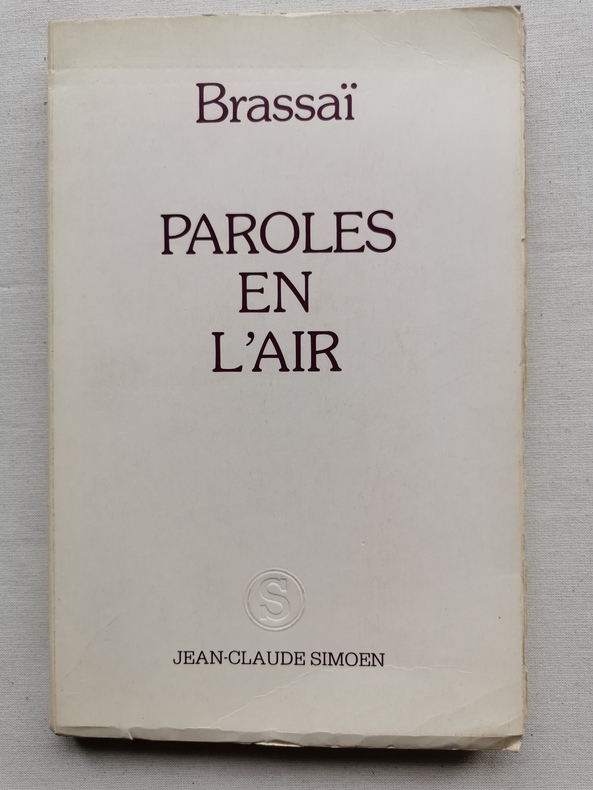 Brassaï
PAROLES
EN
L'AIR
S
JEAN-CLAUDE SIMOEN